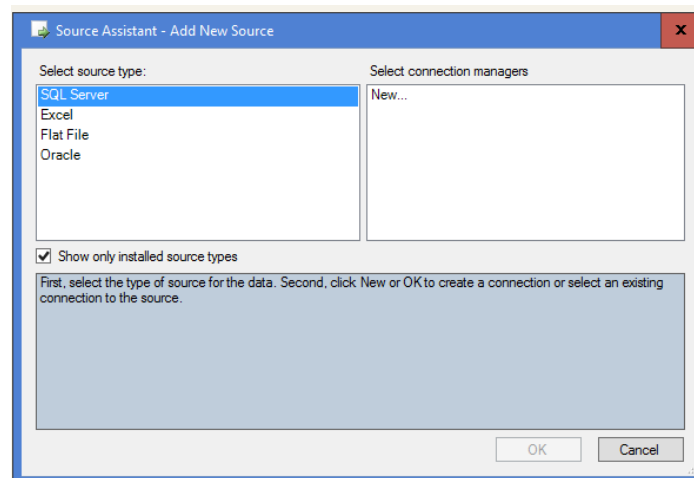 Source Assistant - Add New Source
x
Select source type:
Select connection managers
SQL Server
Excel
Flat File
Oracle
New...
Show only installed source types
First, select the type of source for the data. Second, click New or OK to create a connection or select an existing
connection to the source.
OK
Cancel